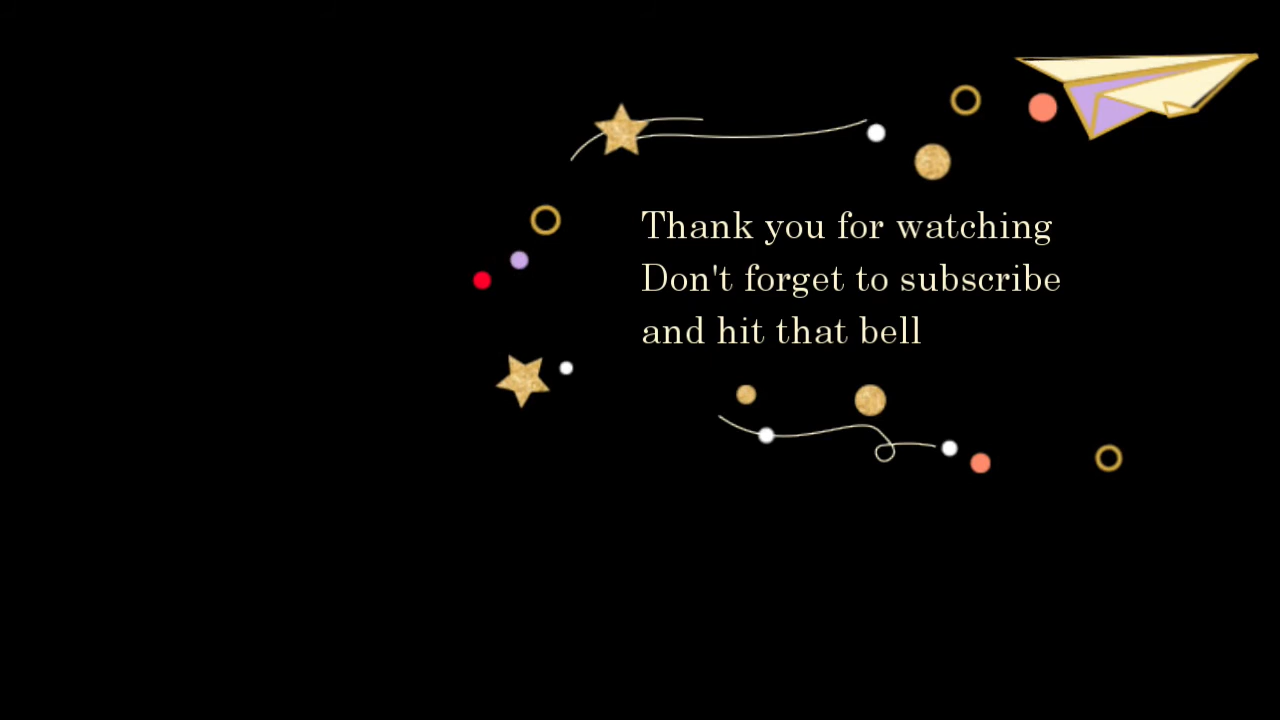 Thank you for watching
Don't forget to subscribe
and hit that bell